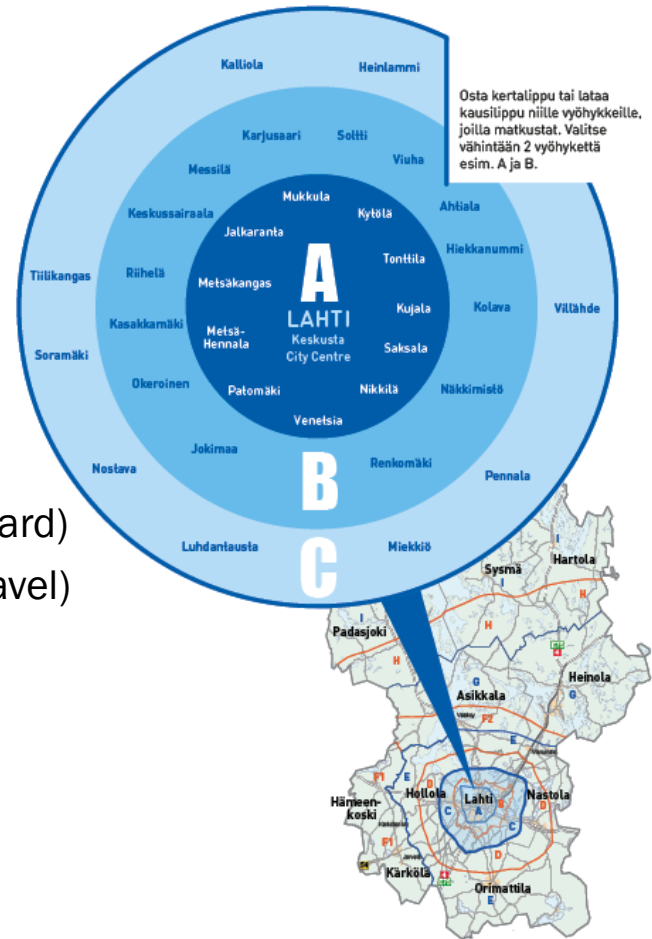 Kalliola
Heinlammi
Osta kertalippu tai lataa
kausilippu niille vyöhykkeille,
joilla matkustat. Valitse
vähintään 2 vyöhykettä
esim. A ja B.
Karjusaari
Soltti
Viuha
Messilä
Mukkula
Kytölä
Ahtiala
Keskussairaala
Jalkaranta
Hiekkanummi
Tonttila
A
Tiilikangas
Riihelä
Metsäkangas
Kujala
Kolava
Villähde
LAHTI
Keskusta
City Centre
Kasakkamäki
Metsä-
Hennala
Soramäki
Saksala
Okeroinen
Patomäki
Nikkilä
Näkkimistö
Venetsia
Jokimaa
B
Renkomäki
Nostava
Pennala
ard)
Luhdantausta
C
Miekkiö
avel)
I
Sysmä
I
Hartola
H
I
Padasjoki
H
H
Heinola
G
Asikkala
G
F2
E
F1
E
D
Hollola
Lahti
Nastola
B
D
Hämeen-
koski
C
A
C
F1
D
Kärkölä
Orimattila
E